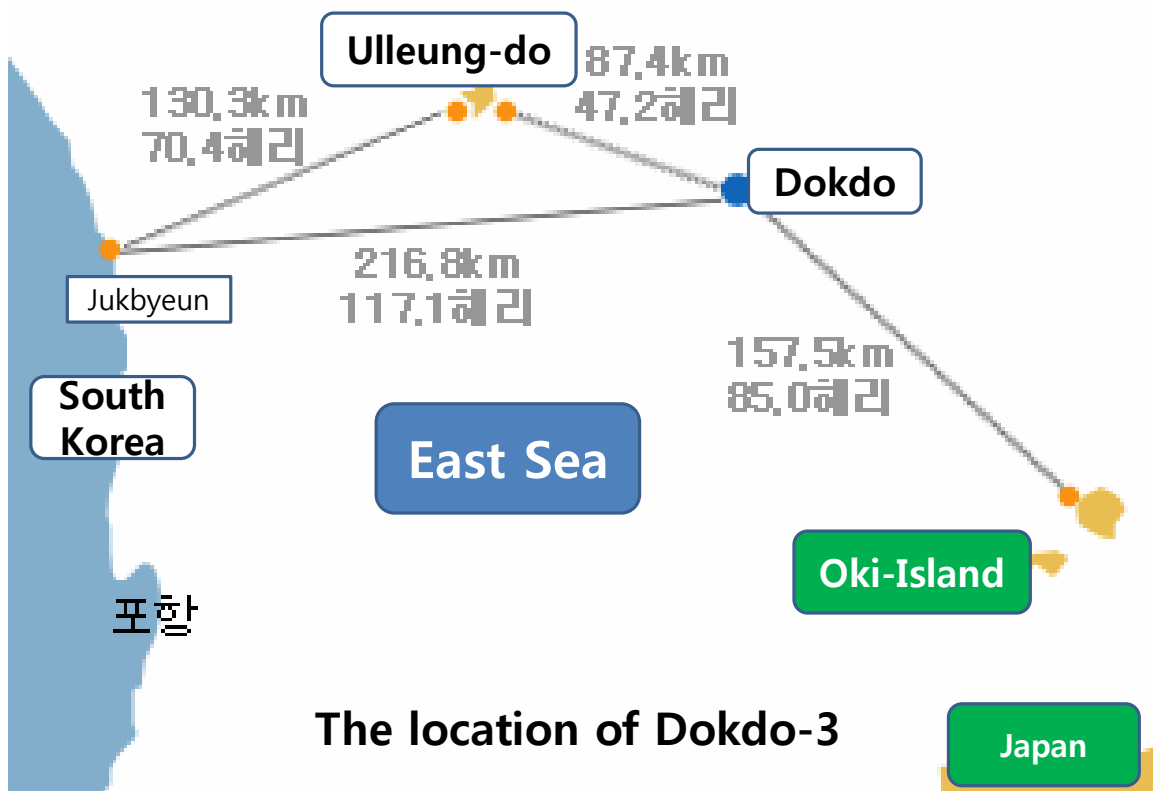 Ulleung-do
87.4km
47.2해리
130.3km
70.4해리
Dokdo
216.8km
117.1해리
Jukbyeun
157.5km
85.0해리
South
Korea
East Sea
Oki-Island
포항
The location of Dokdo-3
Japan